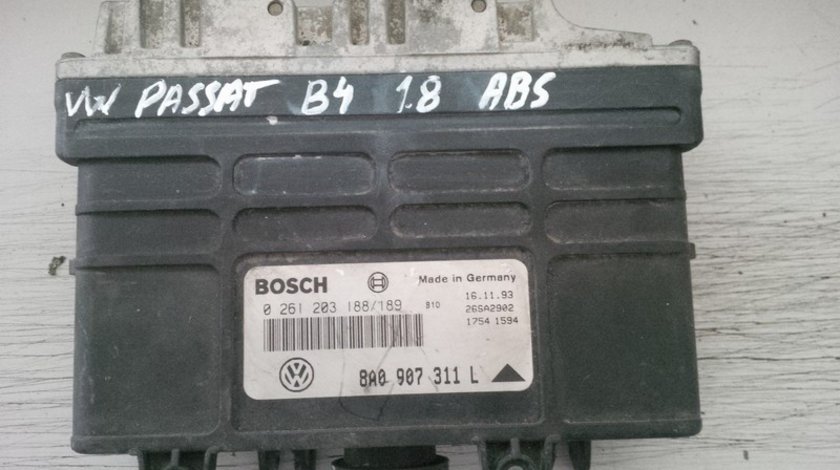 VW PASSAT B4 1.8 ABS
BOSCH Made in Germany
0 261 203 188/189 B10 16.11.93
26SA2902
1754 1594
8A0 907 311 L